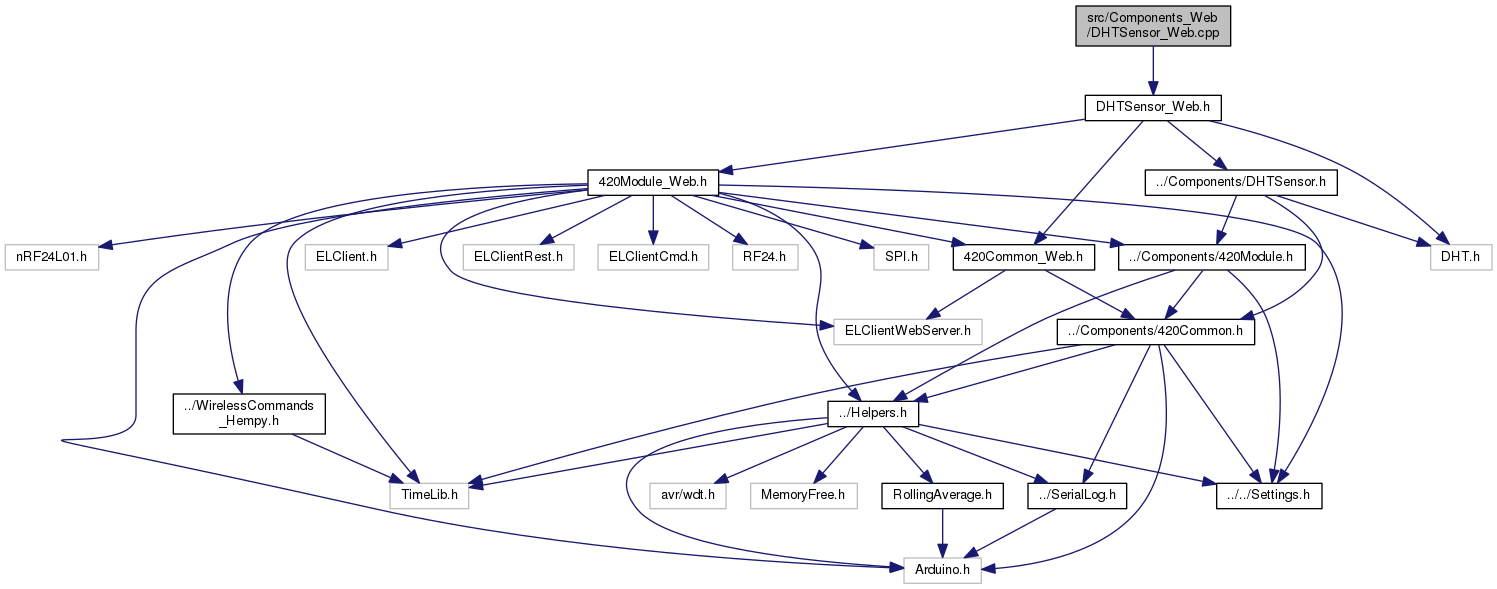 src/Components_Web
/DHTSensor_Web.cpp
DHTSensor_Web.h
420Module_Web.h
../Components/DHTSensor.h
nRF24L01.h
ELClient.h
ELClientRest.h
ELClientCmd.h
RF24.h
SPI.h
420Common_Web.h
../Components/420Module.h
DHT.h
ELClientWebServer.h
../Components/420Common.h
../WirelessCommands
_Hempy.h
../Helpers.h
TimeLib.h
avr/wdt.h
MemoryFree.h
RollingAverage.h
../SerialLog.h
../../Settings.h
Arduino.h